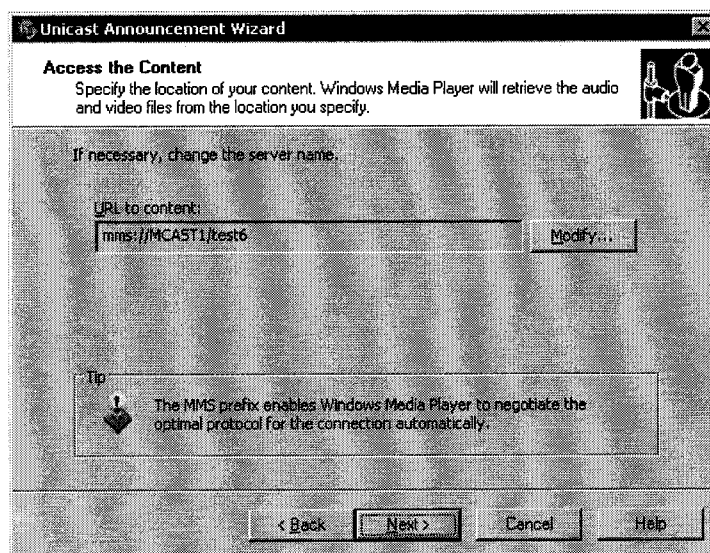 Unicast Announcement Wizard
Access the Content
Specify the location of your content. Windows Media Player will retrieve the audio
and video files from the location you specify.
If necessary, change the server name.
URL to content:
mms://MCAST1/test6
Modify...
Tip
The MMS prefix enables Windows Media Player to negotiate the
optimal protocol for the connection automatically.
< Back Next > Cancel Help